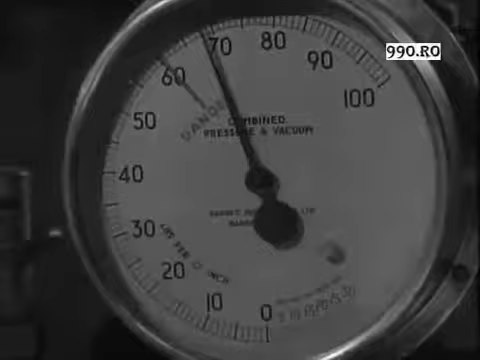 990.RO
80
70
90
60
100
DANGER
50
COMBINED
PRESSURE & VACUUM
40
30
LBS PER □ INCH
20
10
0